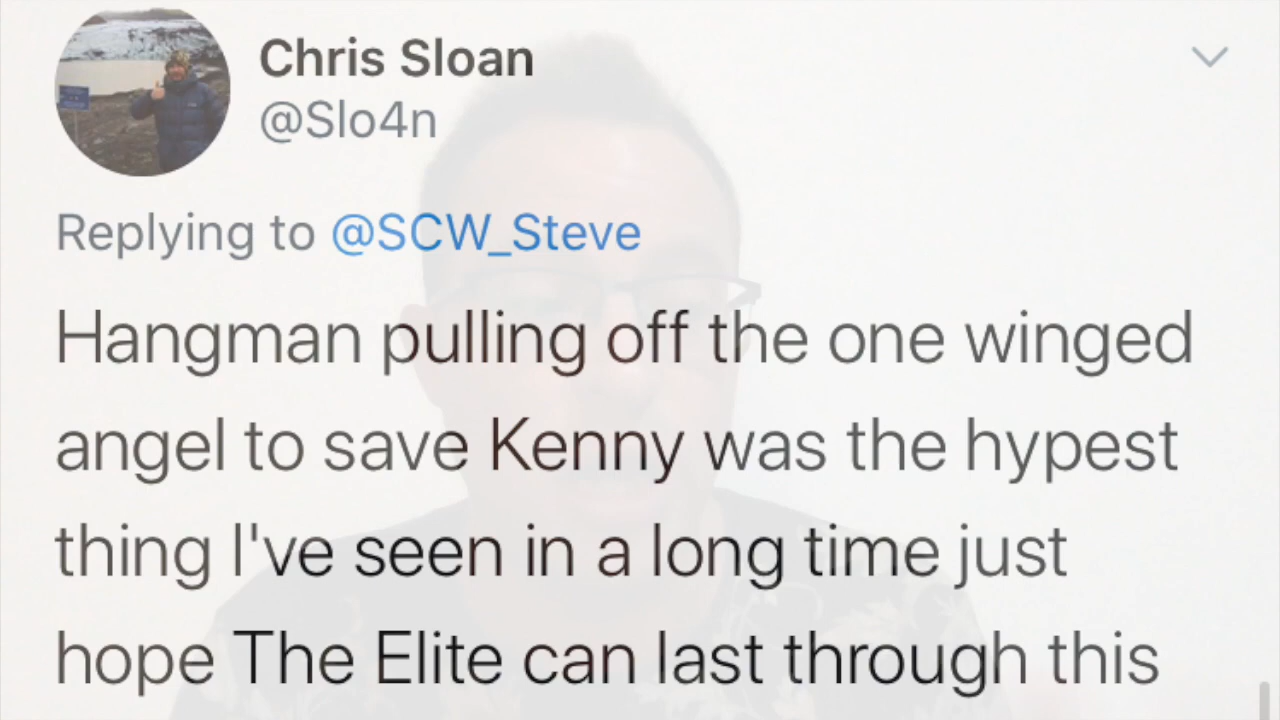 Chris Sloan
@Slo4n
Replying to @SCW_Steve
Hangman pulling off the one winged
angel to save Kenny was the hypest
thing I've seen in a long time just
hope The Elite can last through this